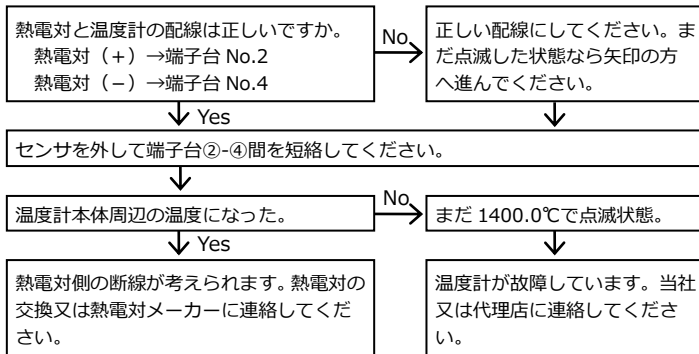 熱電対と温度計の配線は正しいですか。
熱電対（＋）→端子台 No.2
熱電対（－）→端子台 No.4
No
正しい配線にしてください。ま
だ点滅した状態なら矢印の方
へ進んでください。
Yes
センサを外して端子台②-④間を短絡してください。
温度計本体周辺の温度になった。
No
まだ 1400.0℃で点滅状態。
Yes
熱電対側の断線が考えられます。熱電対の
交換又は熱電対メーカーに連絡してくだ
さい。
温度計が故障しています。当社
又は代理店に連絡してくださ
い。